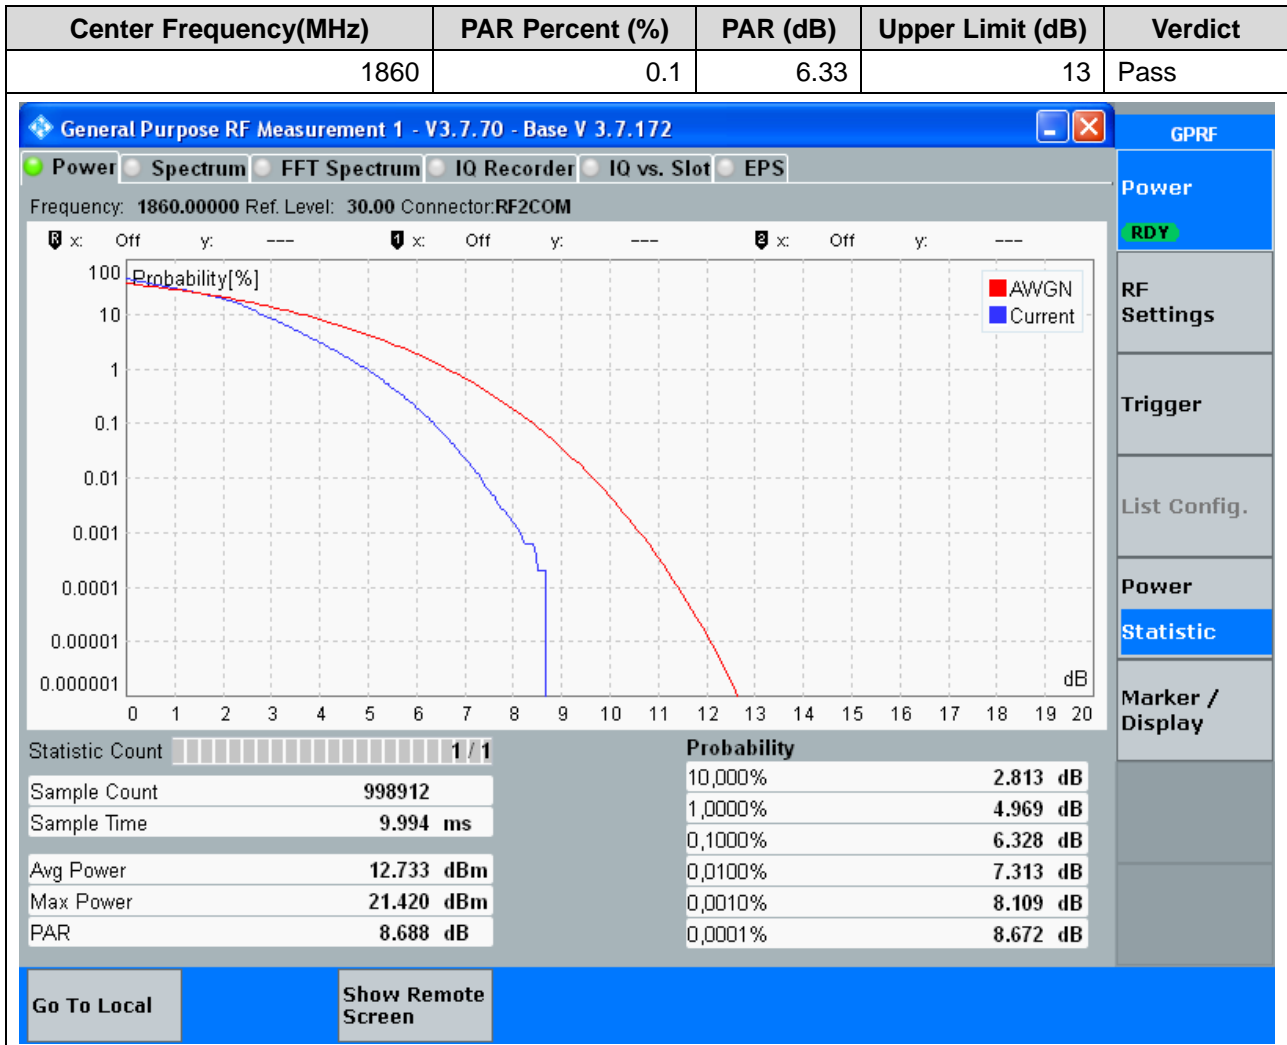 Center Frequency(MHz) PAR Percent (%) PAR (dB) Upper Limit (dB) Verdict
1860 0.1 6.33 13 Pass
General Purpose RF Measurement 1 - V3.7.70 - Base V 3.7.172
GPRF
Power Spectrum FFT Spectrum IQ Recorder IQ vs. Slot EPS
Power
RDY
Frequency: 1860.00000 Ref. Level: 30.00 Connector:RF2COM
R x: Off y: --- 1 x: Off y: --- 2 x: Off y: ---
Probability[%]
100
10
1
0.1
0.01
0.001
0.0001
0.00001
0.000001
AWGN
Current
dB
0 1 2 3 4 5 6 7 8 9 10 11 12 13 14 15 16 17 18 19 20
RF
Settings
Trigger
List Config.
Power
Statistic
Marker /
Display
Statistic Count 1 / 1
Sample Count 998912
Sample Time 9.994 ms
Avg Power 12.733 dBm
Max Power 21.420 dBm
PAR 8.688 dB
Probability
10,000% 2.813 dB
1,0000% 4.969 dB
0,1000% 6.328 dB
0,0100% 7.313 dB
0,0010% 8.109 dB
0,0001% 8.672 dB
Go To Local
Show Remote
Screen